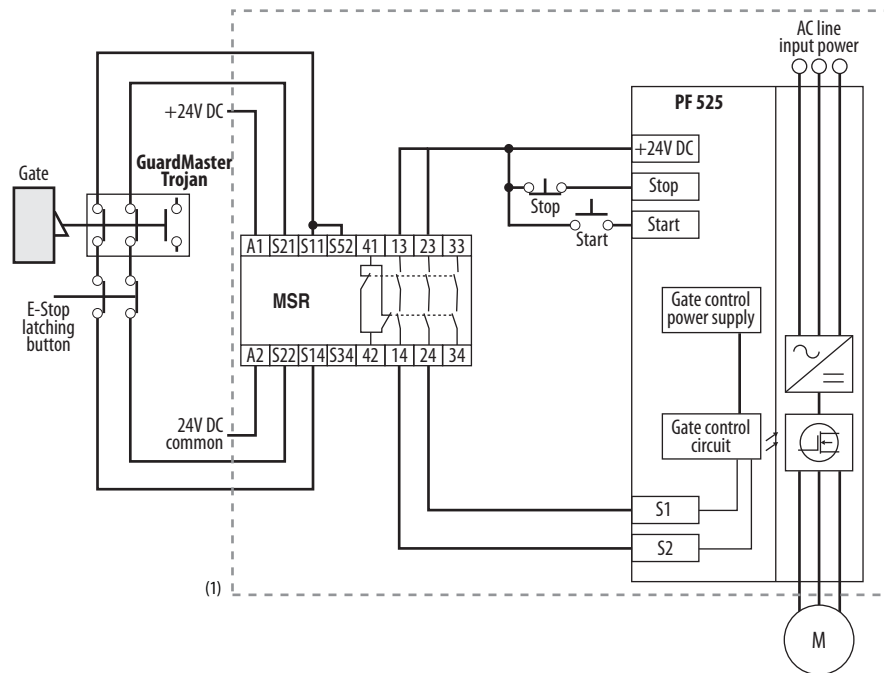 AC line
input power
PF 525
+24V DC
+24V DC
Gate
GuardMaster
Trojan
Stop
Stop
Start
Start
A1 S21 S11 S52 41 13 23 33
MSR
Gate control
power supply
E-Stop
latching
button
A2 S22 S14 S34 42 14 24 34
24V DC
common
Gate control
circuit
S1
S2
(1)
M